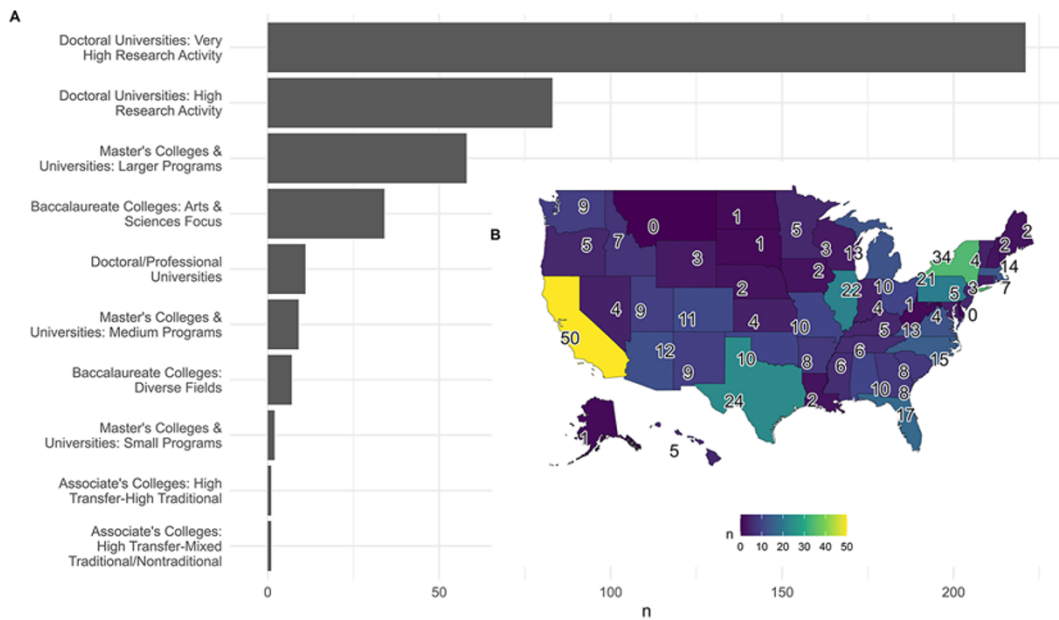 A
Doctoral Universities: Very
High Research Activity
Doctoral Universities: High
Research Activity
Master's Colleges &
Universities: Larger Programs
Baccalaureate Colleges: Arts &
Sciences Focus
Doctoral/Professional
Universities
Master's Colleges &
Universities: Medium Programs
Baccalaureate Colleges:
Diverse Fields
Master's Colleges &
Universities: Small Programs
Associate's Colleges: High
Transfer-High Traditional
Associate's Colleges:
High Transfer-Mixed
Traditional/Nontraditional
0 50 100 150 200
n
B
9 0 1 5 2
5 7 3 1 3 13 34 4 2
14
2 2 22 10 21 5 3 7
50 4 9 11 4 10 4 1 4 0
5 13
12 10 8 6 6 15
9 8
24 2 10 8
17
1 5
n
0 10 20 30 40 50